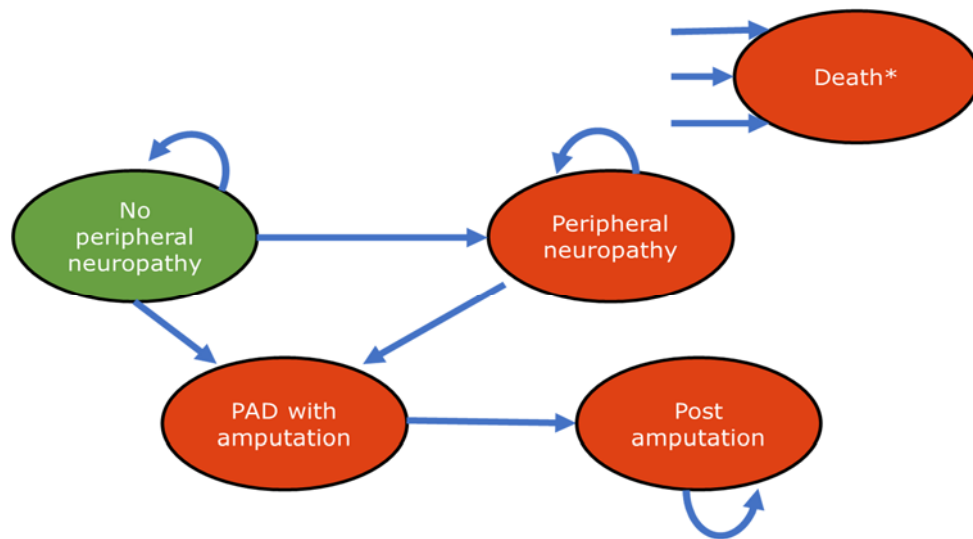 Death*
No
peripheral
neuropathy
Peripheral
neuropathy
PAD with
amputation
Post
amputation